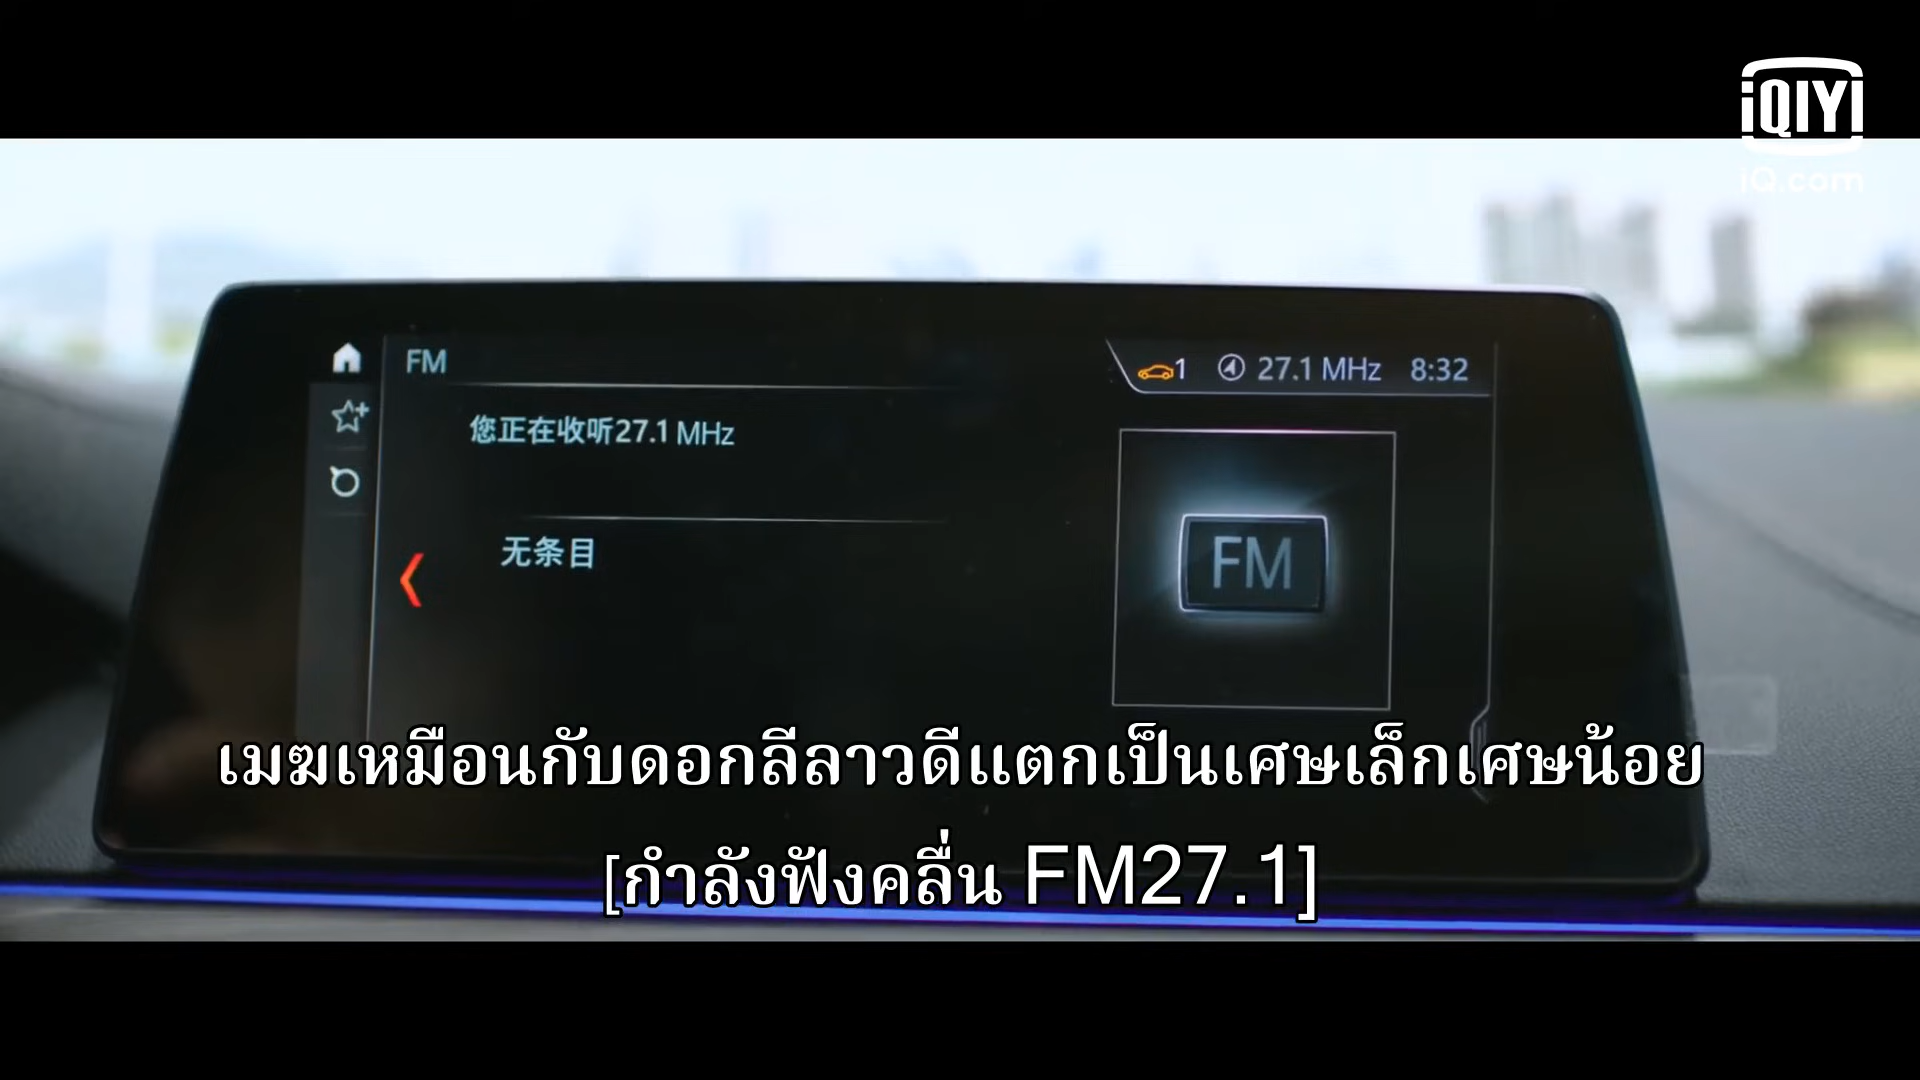 iQIYI
iQ.com
FM
1 27.1 MHz 8:32
您正在收听27.1 MHz
无条目
FM
เมฆเหมือนกับดอกลีลาวดีแตกเป็นเศษเล็กเศษน้อย
[กำลังฟังคลื่น FM27.1]